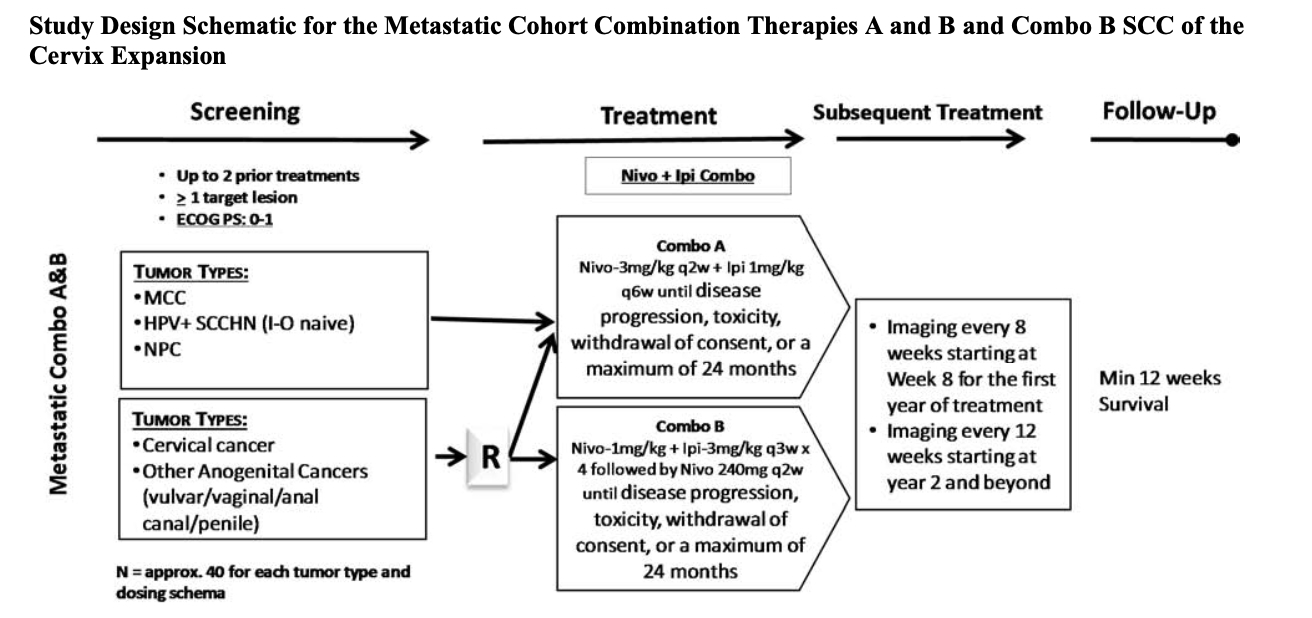 Study Design Schematic for the Metastatic Cohort Combination Therapies A and B and Combo B SCC of the
Cervix Expansion
Screening
Treatment
Subsequent Treatment
Follow-Up
• Up to 2 prior treatments
• ≥ 1 target lesion
• ECOG PS: 0-1
Nivo + Ipi Combo
Metastatic Combo A&B
TUMOR TYPES:
•MCC
•HPV+ SCCHN (I-O naive)
•NPC
TUMOR TYPES:
•Cervical cancer
•Other Anogenital Cancers
(vulvar/vaginal/anal
canal/penile)
N = approx. 40 for each tumor type and
dosing schema
R
Combo A
Nivo-3mg/kg q2w + Ipi 1mg/kg
q6w until disease
progression, toxicity,
withdrawal of consent, or a
maximum of 24 months
Combo B
Nivo-1mg/kg + Ipi-3mg/kg q3w x
4 followed by Nivo 240mg q2w
until disease progression,
toxicity, withdrawal of
consent, or a maximum of
24 months
• Imaging every 8
weeks starting at
Week 8 for the first
year of treatment
• Imaging every 12
weeks starting at
year 2 and beyond
Min 12 weeks
Survival